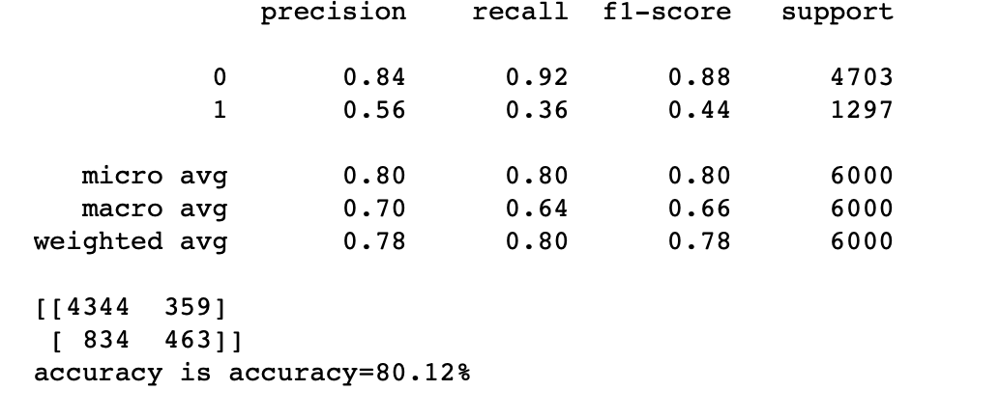 precision recall f1-score support
0 0.84 0.92 0.88 4703
1 0.56 0.36 0.44 1297
micro avg 0.80 0.80 0.80 6000
macro avg 0.70 0.64 0.66 6000
weighted avg 0.78 0.80 0.78 6000
[[4344 359]
[ 834 463]]
accuracy is accuracy=80.12%